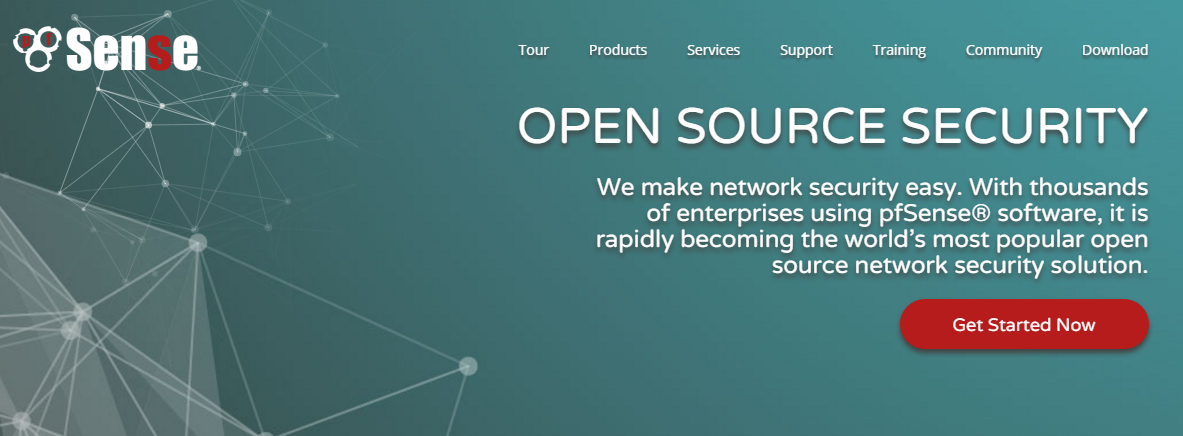 pf Sense®
Tour Products Services Support Training Community Download
OPEN SOURCE SECURITY
We make network security easy. With thousands
of enterprises using pfSense® software, it is
rapidly becoming the world’s most popular open
source network security solution.
Get Started Now